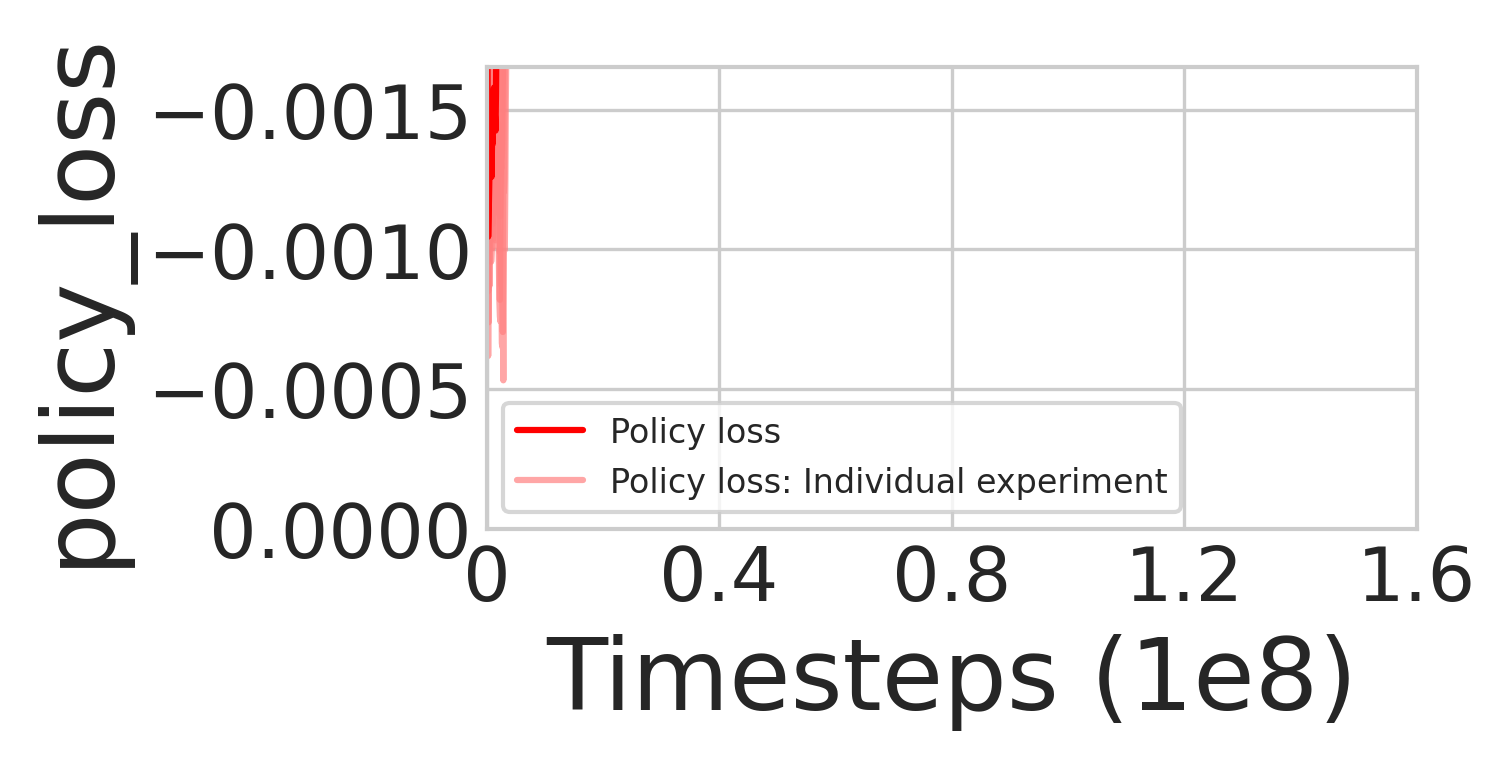 policy_loss
−0.0015
−0.0010
−0.0005
0.0000
Policy loss
Policy loss: Individual experiment
0 0.4 0.8 1.2 1.6
Timesteps (1e8)